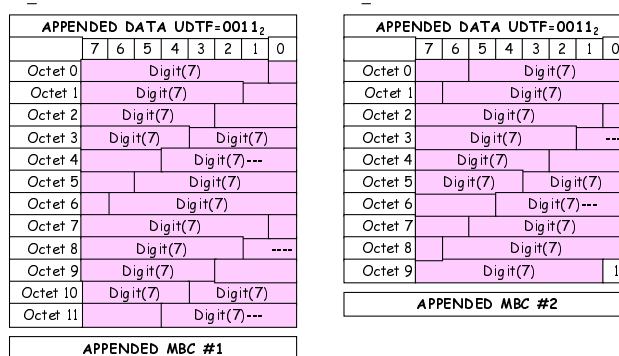 APPENDED DATA UDTF=0011₂
7 6 5 4 3 2 1 0
Octet 0 Digit(7)
Octet 1 Digit(7)
Octet 2 Digit(7)
Octet 3 Digit(7) Digit(7)
Octet 4 Digit(7)---
Octet 5 Digit(7)
Octet 6 Digit(7)
Octet 7 Digit(7)
Octet 8 Digit(7) ----
Octet 9 Digit(7)
Octet 10 Digit(7) Digit(7)
Octet 11 Digit(7)---
APPENDED MBC #1
APPENDED DATA UDTF=0011₂
7 6 5 4 3 2 1 0
Octet 0 Digit(7)
Octet 1 Digit(7)
Octet 2 Digit(7)
Octet 3 Digit(7) ---
Octet 4 Digit(7)
Octet 5 Digit(7) Digit(7)
Octet 6 Digit(7)---
Octet 7 Digit(7)
Octet 8 Digit(7)
Octet 9 Digit(7) 1
APPENDED MBC #2